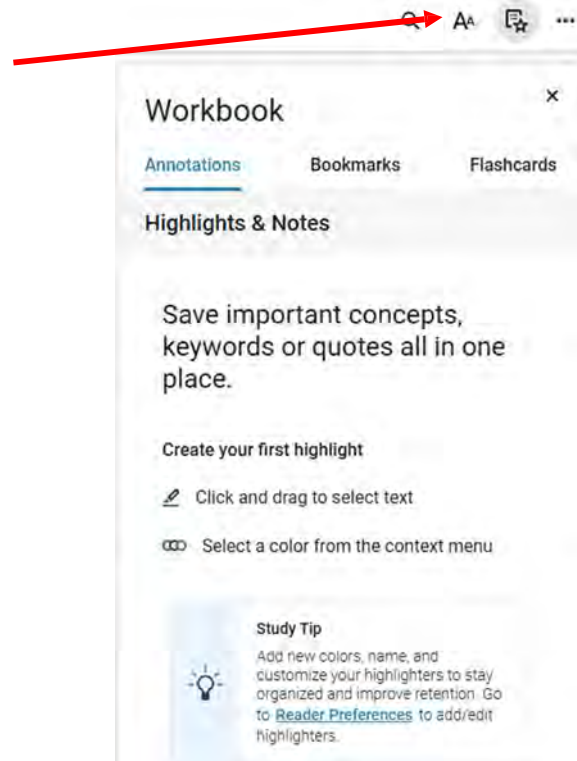 AA
Workbook
Annotations Bookmarks Flashcards
Highlights & Notes
Save important concepts,
keywords or quotes all in one
place.
Create your first highlight
Click and drag to select text
Select a color from the context menu
Study Tip
Add new colors, name, and
customize your highlighters to stay
organized and improve retention. Go
to Reader Preferences to add/edit
highlighters.